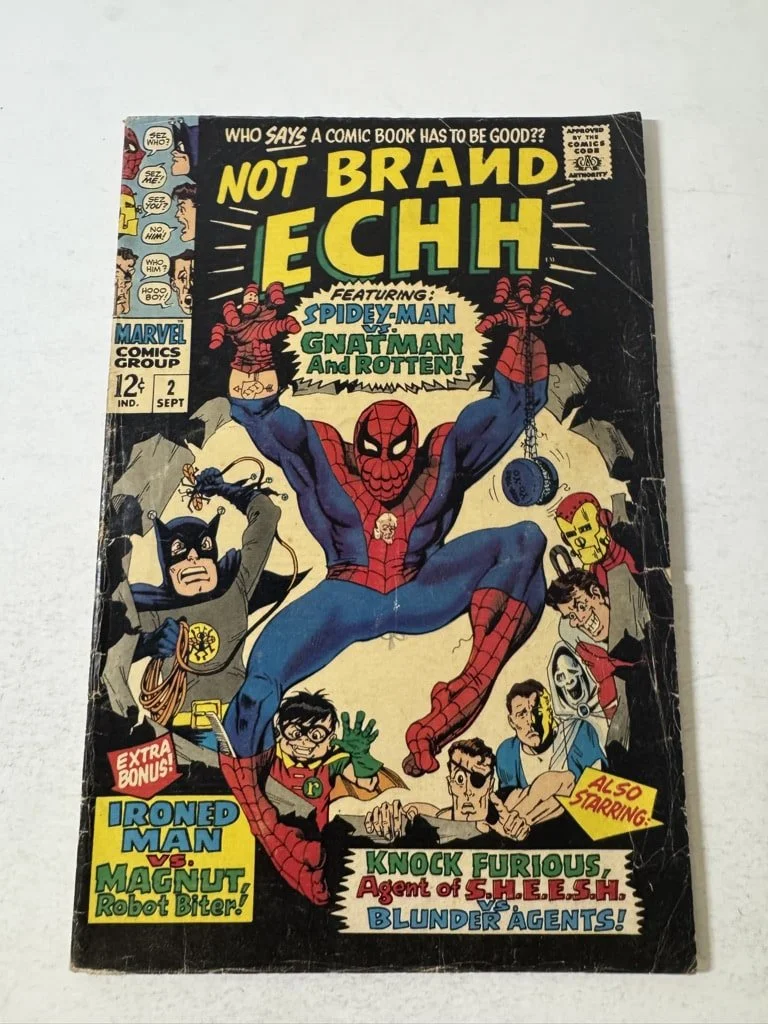 WHO SAYS A COMIC BOOK HAS TO BE GOOD??
NOT BRAND
ECHH
APPROVED
BY THE
COMICS
CODE
CA
AUTHORITY
SEZ
WHO?
SEZ
ME!
SEZ
YOU?
NO,
HIM!
WHO
HIM?
HOOO
BOY!
MARVEL
COMICS
GROUP
12¢
IND.
2
SEPT
FEATURING:
SPIDEY-MAN
VS.
GNATMAN
And ROTTEN!
r
EXTRA
BONUS!
IRONED
MAN
VS.
MAGNUT,
Robot Biter!
ALSO
STARRING:
KNOCK FURIOUS,
Agent of S.H.E.E.S.H.
VS.
BLUNDER AGENTS!